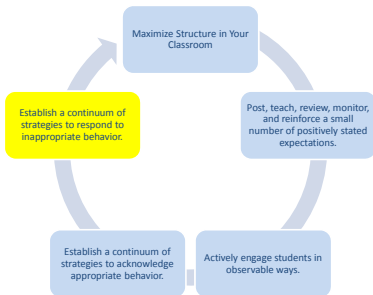 Maximize Structure in Your
Classroom
Post, teach, review, monitor,
and reinforce a small
number of positively stated
expectations.
Actively engage students in
observable ways.
Establish a continuum of
strategies to acknowledge
appropriate behavior.
Establish a continuum of
strategies to respond to
inappropriate behavior.